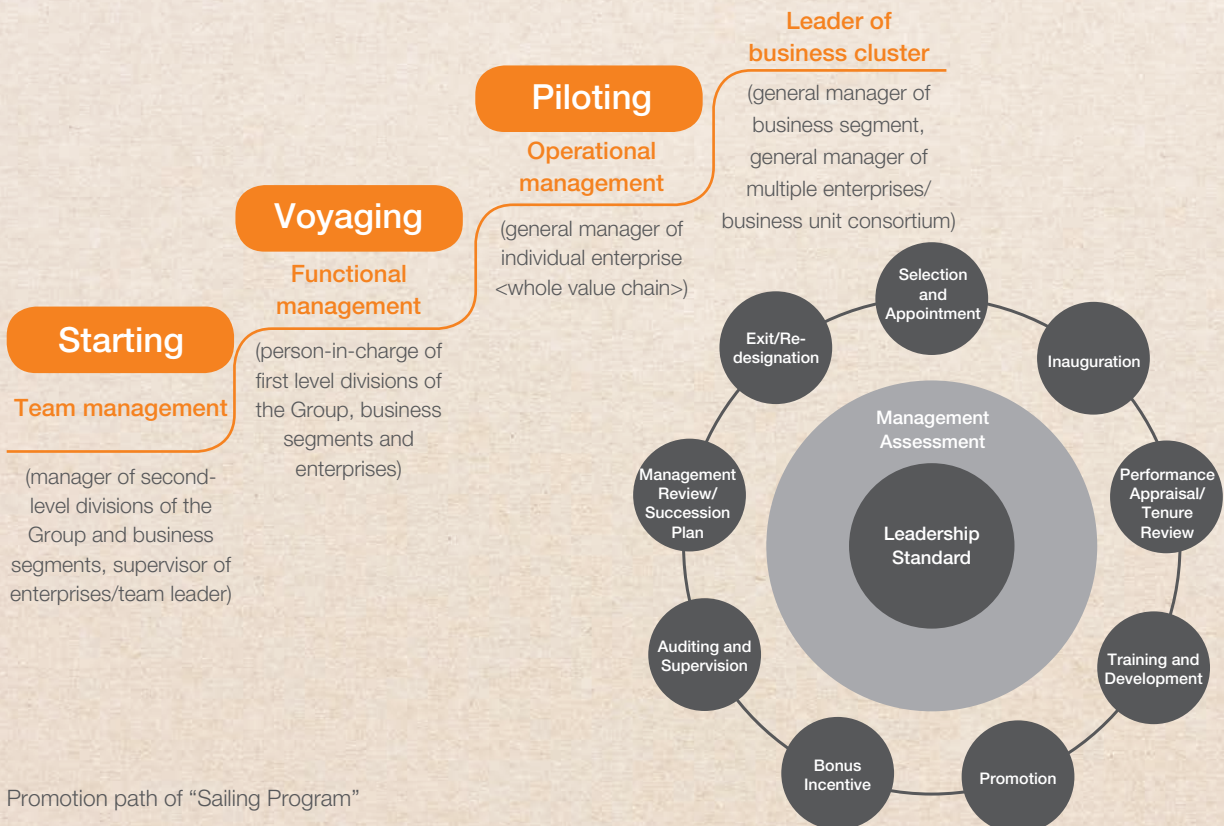 Starting
Team management
(manager of second-
level divisions of the
Group and business
segments, supervisor of
enterprises/team leader)
Voyaging
Functional
management
(person-in-charge of
first level divisions of
the Group, business
segments and
enterprises)
Piloting
Operational
management
(general manager of
individual enterprise
<whole value chain>)
Leader of
business cluster
(general manager of
business segment,
general manager of
multiple enterprises/
business unit consortium)
Selection
and
Appointment
Inauguration
Performance
Appraisal/
Tenure
Review
Training and
Development
Promotion
Bonus
Incentive
Auditing and
Supervision
Management
Review/
Succession
Plan
Exit/Re-
designation
Management
Assessment
Leadership
Standard
Promotion path of “Sailing Program”